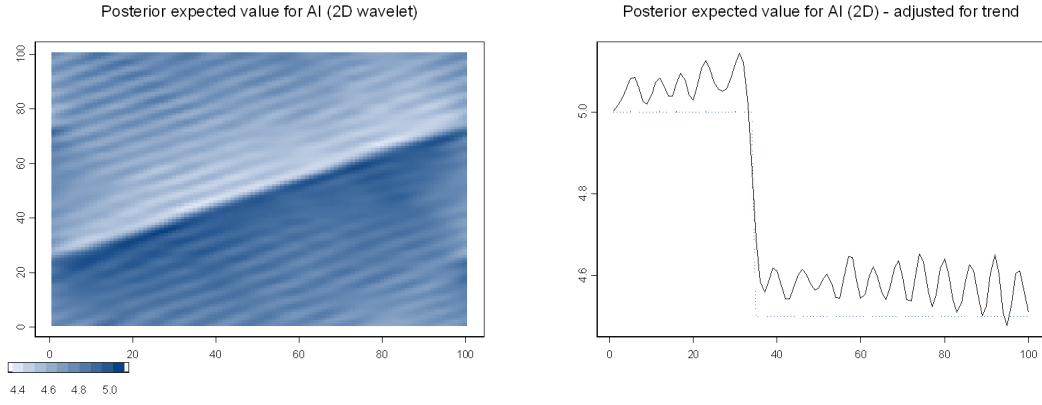 Posterior expected value for AI (2D wavelet)
100
80
60
40
20
0
0 20 40 60 80 100
4.4 4.6 4.8 5.0
Posterior expected value for AI (2D) - adjusted for trend
5.0
4.8
4.6
0 20 40 60 80 100